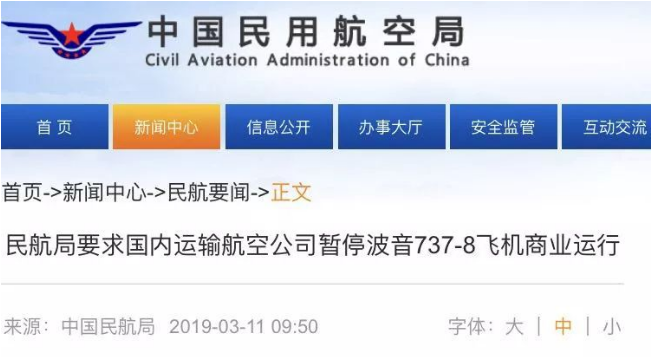 中国民用航空局
Civil Aviation Administration of China
首 页 新闻中心 信息公开 办事大厅 安全监管 互动交流
首页->新闻中心->民航要闻->正文
民航局要求国内运输航空公司暂停波音737-8飞机商业运行
来源：中国民航局 2019-03-11 09:50 字体：大 | 中 | 小